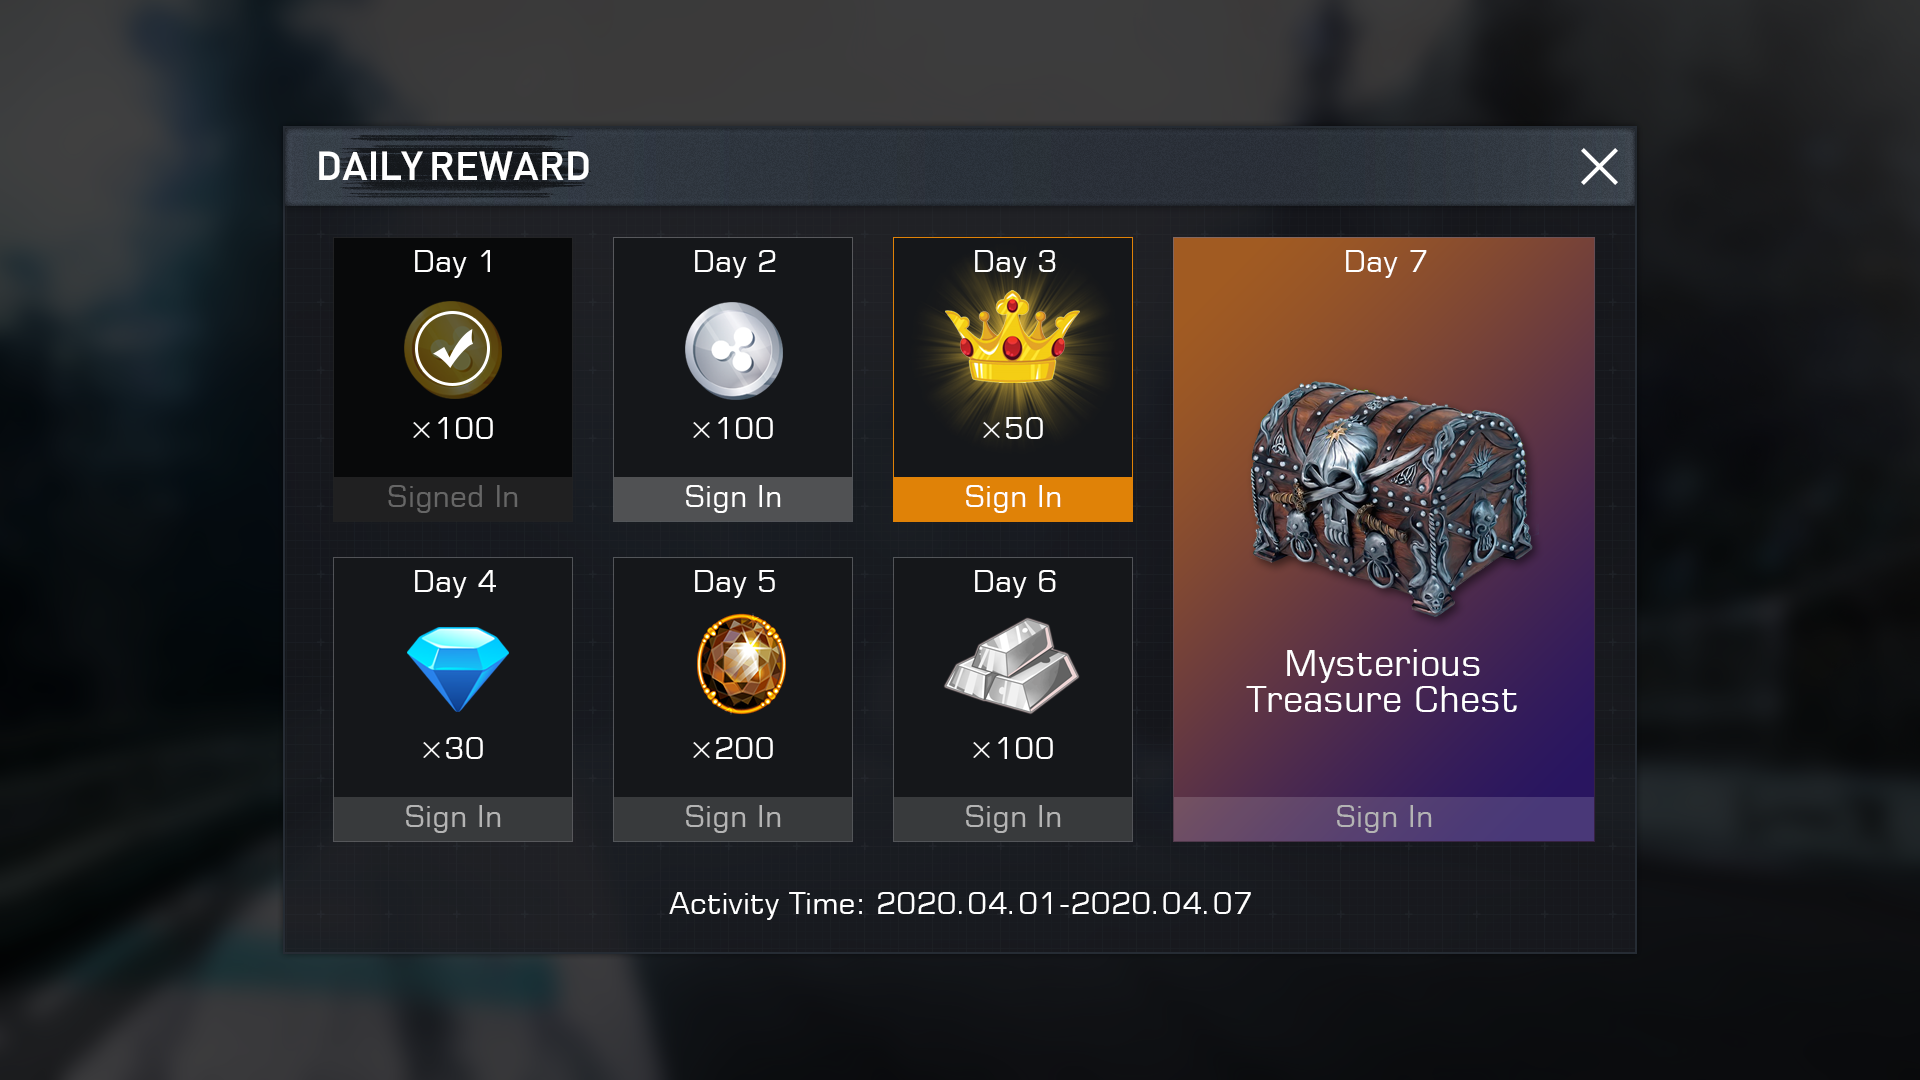 DAILY REWARD
Day 1
×100
Signed In
Day 2
×100
Sign In
Day 3
×50
Sign In
Day 4
×30
Sign In
Day 5
×200
Sign In
Day 6
×100
Sign In
Day 7
Mysterious
Treasure Chest
Sign In
Activity Time: 2020.04.01-2020.04.07